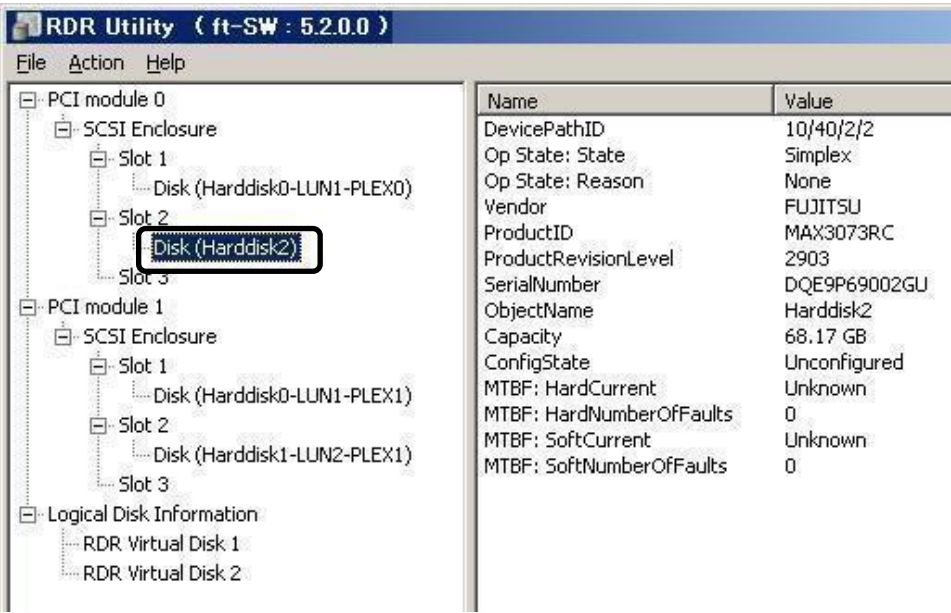 RDR Utility ( ft-SW : 5.2.0.0 )
File Action Help
PCI module 0
SCSI Enclosure
Slot 1
Disk (Harddisk0-LUN1-PLEX0)
Slot 2
Disk (Harddisk2)
Slot 3
PCI module 1
SCSI Enclosure
Slot 1
Disk (Harddisk0-LUN1-PLEX1)
Slot 2
Disk (Harddisk1-LUN2-PLEX1)
Slot 3
Logical Disk Information
RDR Virtual Disk 1
RDR Virtual Disk 2
Name Value
DevicePathID 10/40/2/2
Op State: State Simplex
Op State: Reason None
Vendor FUJITSU
ProductID MAX3073RC
ProductRevisionLevel 2903
SerialNumber DQE9P69002GU
ObjectName Harddisk2
Capacity 68.17 GB
ConfigState Unconfigured
MTBF: HardCurrent Unknown
MTBF: HardNumberOfFaults 0
MTBF: SoftCurrent Unknown
MTBF: SoftNumberOfFaults 0